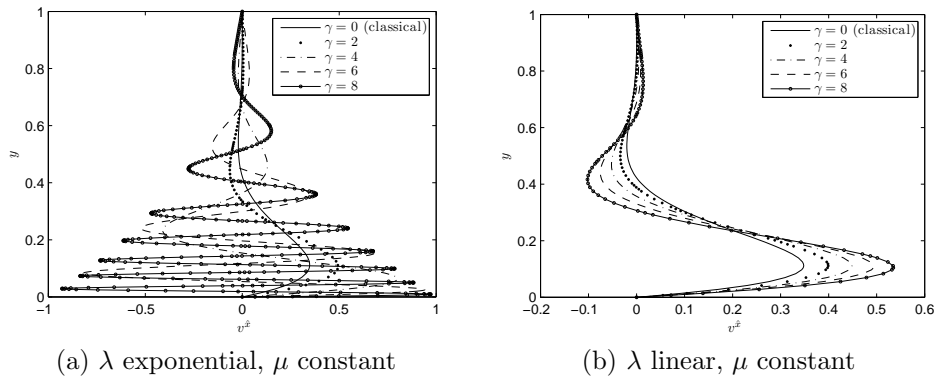 1
0.8
0.6
0.4
0.2
0
y
−1
−0.5
0
0.5
1
v^x̂
γ = 0 (classical)
γ = 2
γ = 4
γ = 6
γ = 8
(a) λ exponential, μ constant
1
0.8
0.6
0.4
0.2
0
y
−0.2
−0.1
0
0.1
0.2
0.3
0.4
0.5
0.6
v^x̂
γ = 0 (classical)
γ = 2
γ = 4
γ = 6
γ = 8
(b) λ linear, μ constant